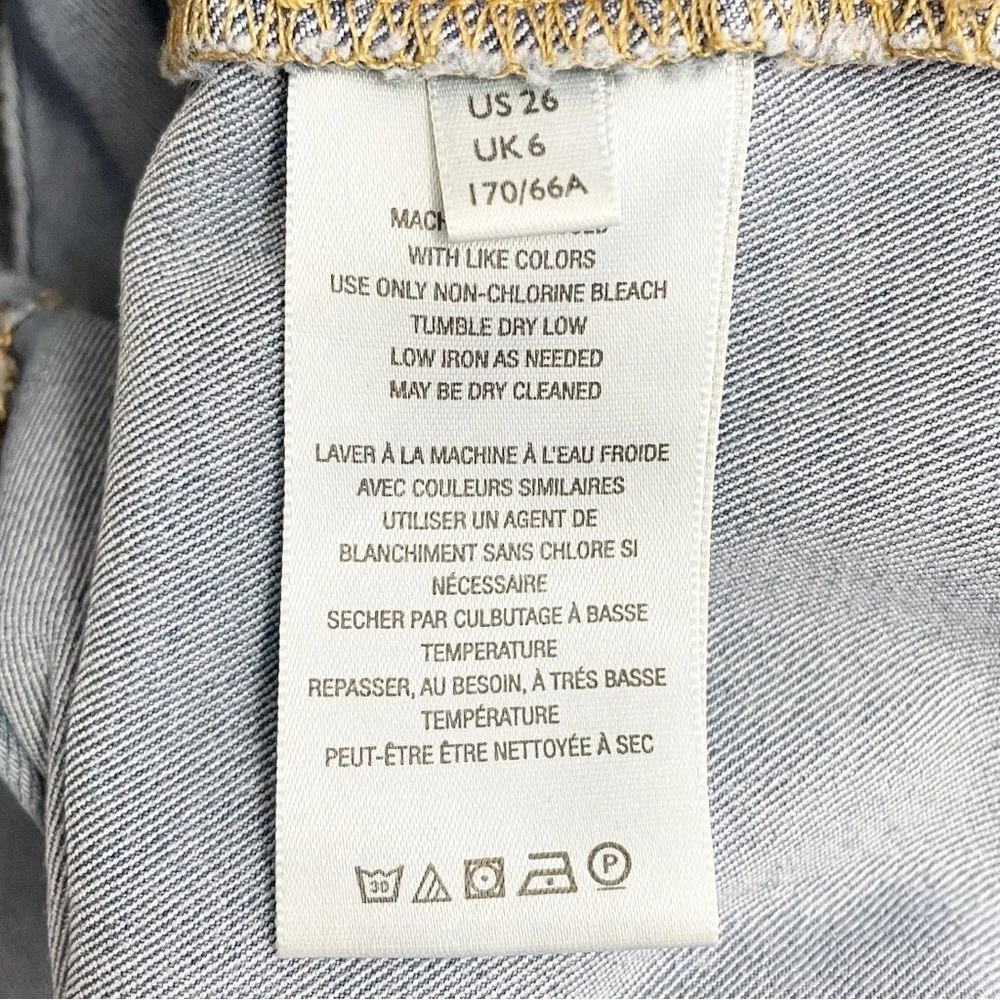 US 26
UK 6
170/66A
WITH LIKE COLORS
USE ONLY NON-CHLORINE BLEACH
TUMBLE DRY LOW
LOW IRON AS NEEDED
MAY BE DRY CLEANED
LAVER À LA MACHINE À L'EAU FROIDE
AVEC COULEURS SIMILAIRES
UTILISER UN AGENT DE
BLANCHIMENT SANS CHLORE SI
NÉCESSAIRE
SECHER PAR CULBUTAGE À BASSE
TEMPERATURE
REPASSER, AU BESOIN, À TRÉS BASSE
TEMPÉRATURE
PEUT-ÊTRE ÊTRE NETTOYÉE À SEC
30 P